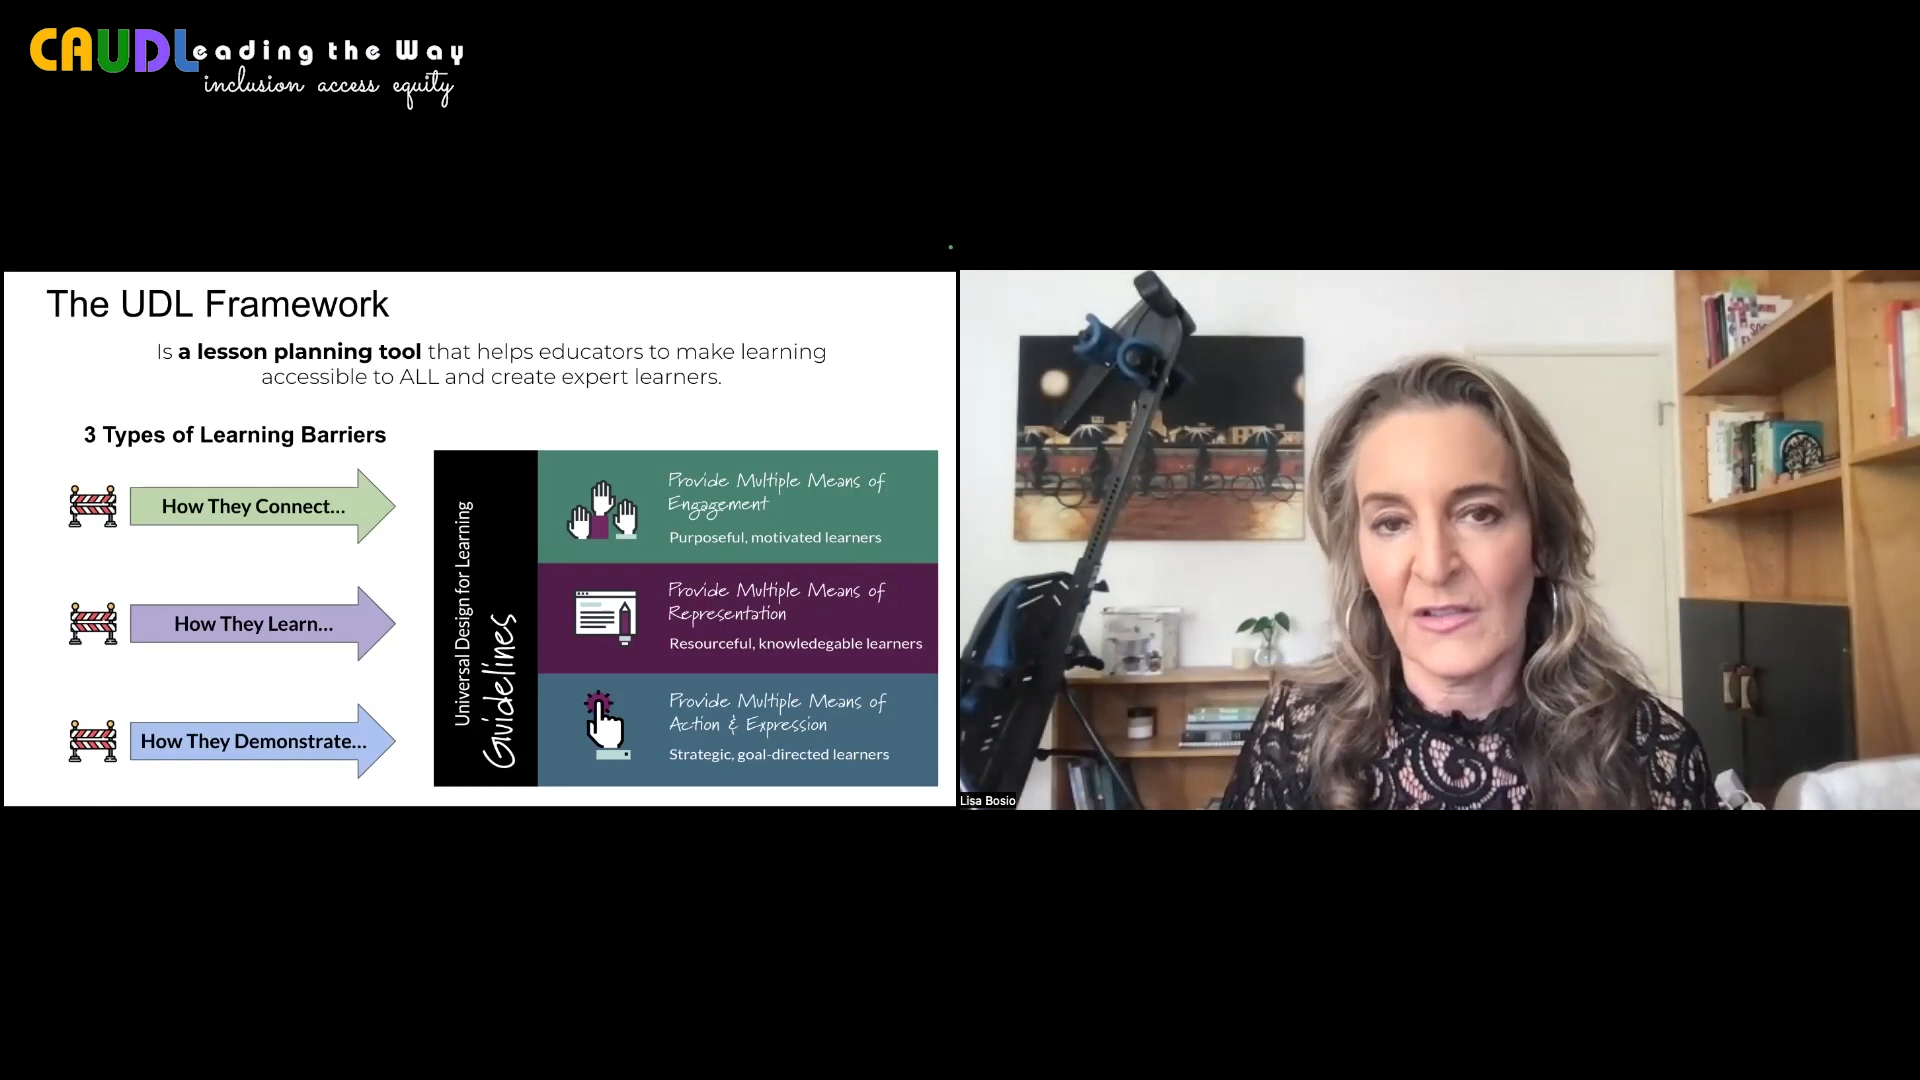 CAUDLeading the Way
inclusion access equity
The UDL Framework
Is a lesson planning tool that helps educators to make learning
accessible to ALL and create expert learners.
3 Types of Learning Barriers
How They Connect...
How They Learn...
How They Demonstrate...
Universal Design for Learning
Guidelines
Provide Multiple Means of
Engagement
Purposeful, motivated learners
Provide Multiple Means of
Representation
Resourceful, knowledegable learners
Provide Multiple Means of
Action & Expression
Strategic, goal-directed learners
Lisa Bosio